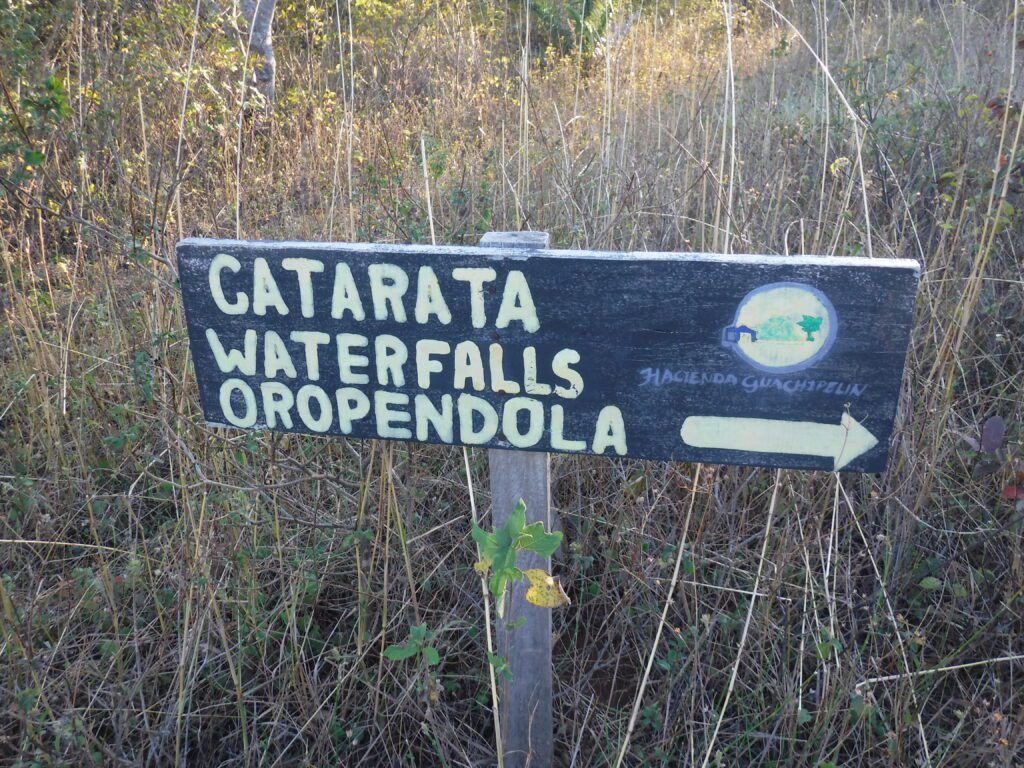 CATARATA
WATERFALLS
OROPENDOLA
HACIENDA GUACHIPELIN